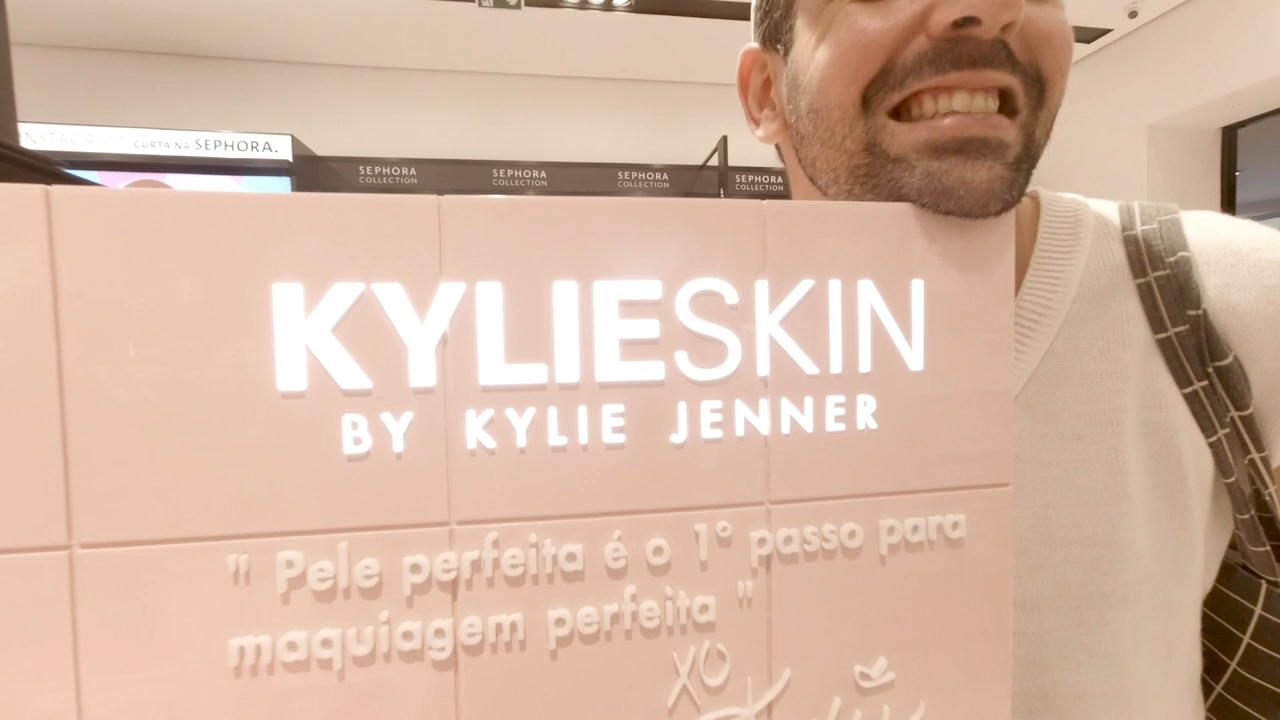 INSTAGRAM CURTA NA SEPHORA.
SEPHORA
COLLECTION
SEPHORA
COLLECTION
SEPHORA
COLLECTION
SEPHORA
COLLECTION
KYLIESKIN
BY KYLIE JENNER
" Pele perfeita é o 1º passo para
maquiagem perfeita "
XO